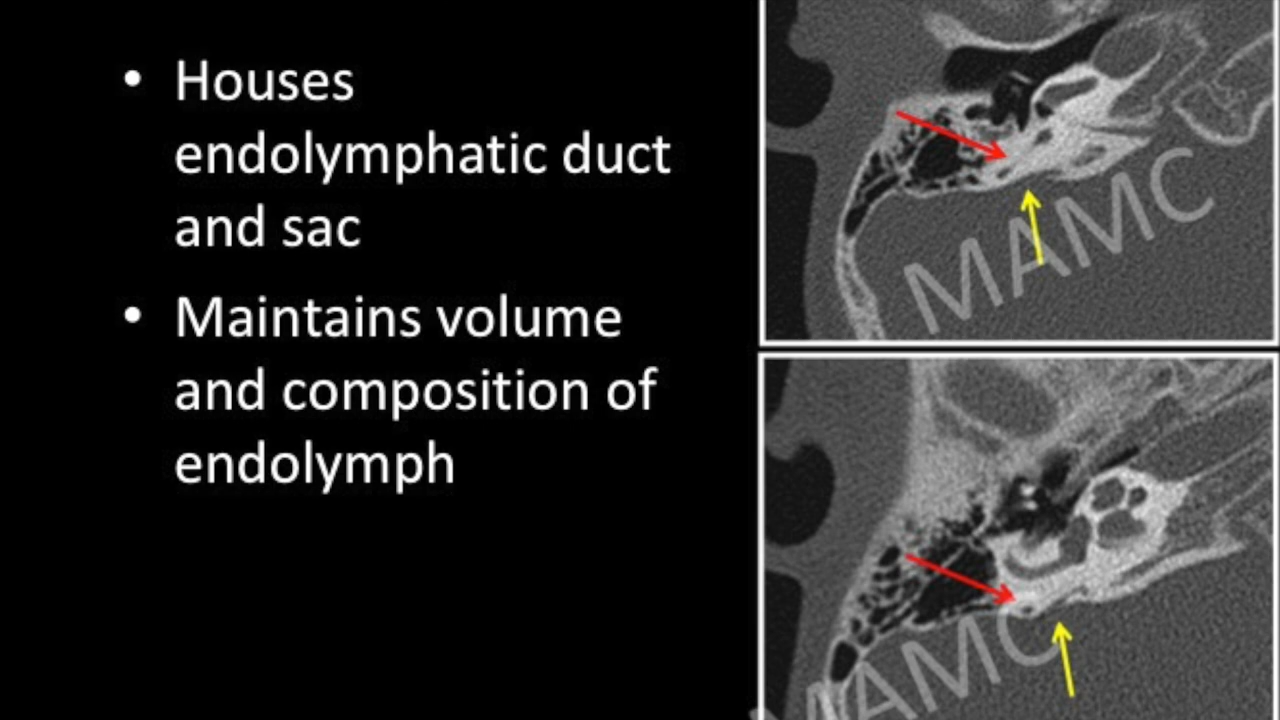 • Houses
endolymphatic duct
and sac
• Maintains volume
and composition of
endolymph
MAMC
MAMC